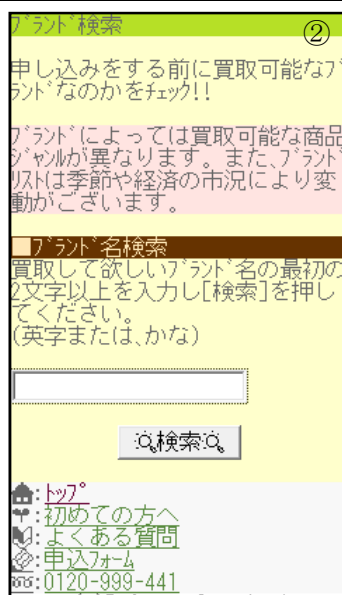 ﾌﾞﾗﾝﾄﾞ検索
②
申し込みをする前に買取可能なﾌﾞ
ﾗﾝﾄﾞなのかをﾁｪｯｸ!!
ﾌﾞﾗﾝﾄﾞによっては買取可能な商品
ｼﾞｬﾝﾙが異なります。また､ﾌﾞﾗﾝﾄﾞ
ﾘｽﾄは季節や経済の市況により変
動がございます。
■ﾌﾞﾗﾝﾄﾞ名検索
買取して欲しいﾌﾞﾗﾝﾄﾞ名の最初の
2文字以上を入力し[検索]を押し
てください。
(英字または､かな)
検索
:ﾄｯﾌﾟ
:初めての方へ
:よくある質問
:申込ﾌｫｰﾑ
:0120-999-441